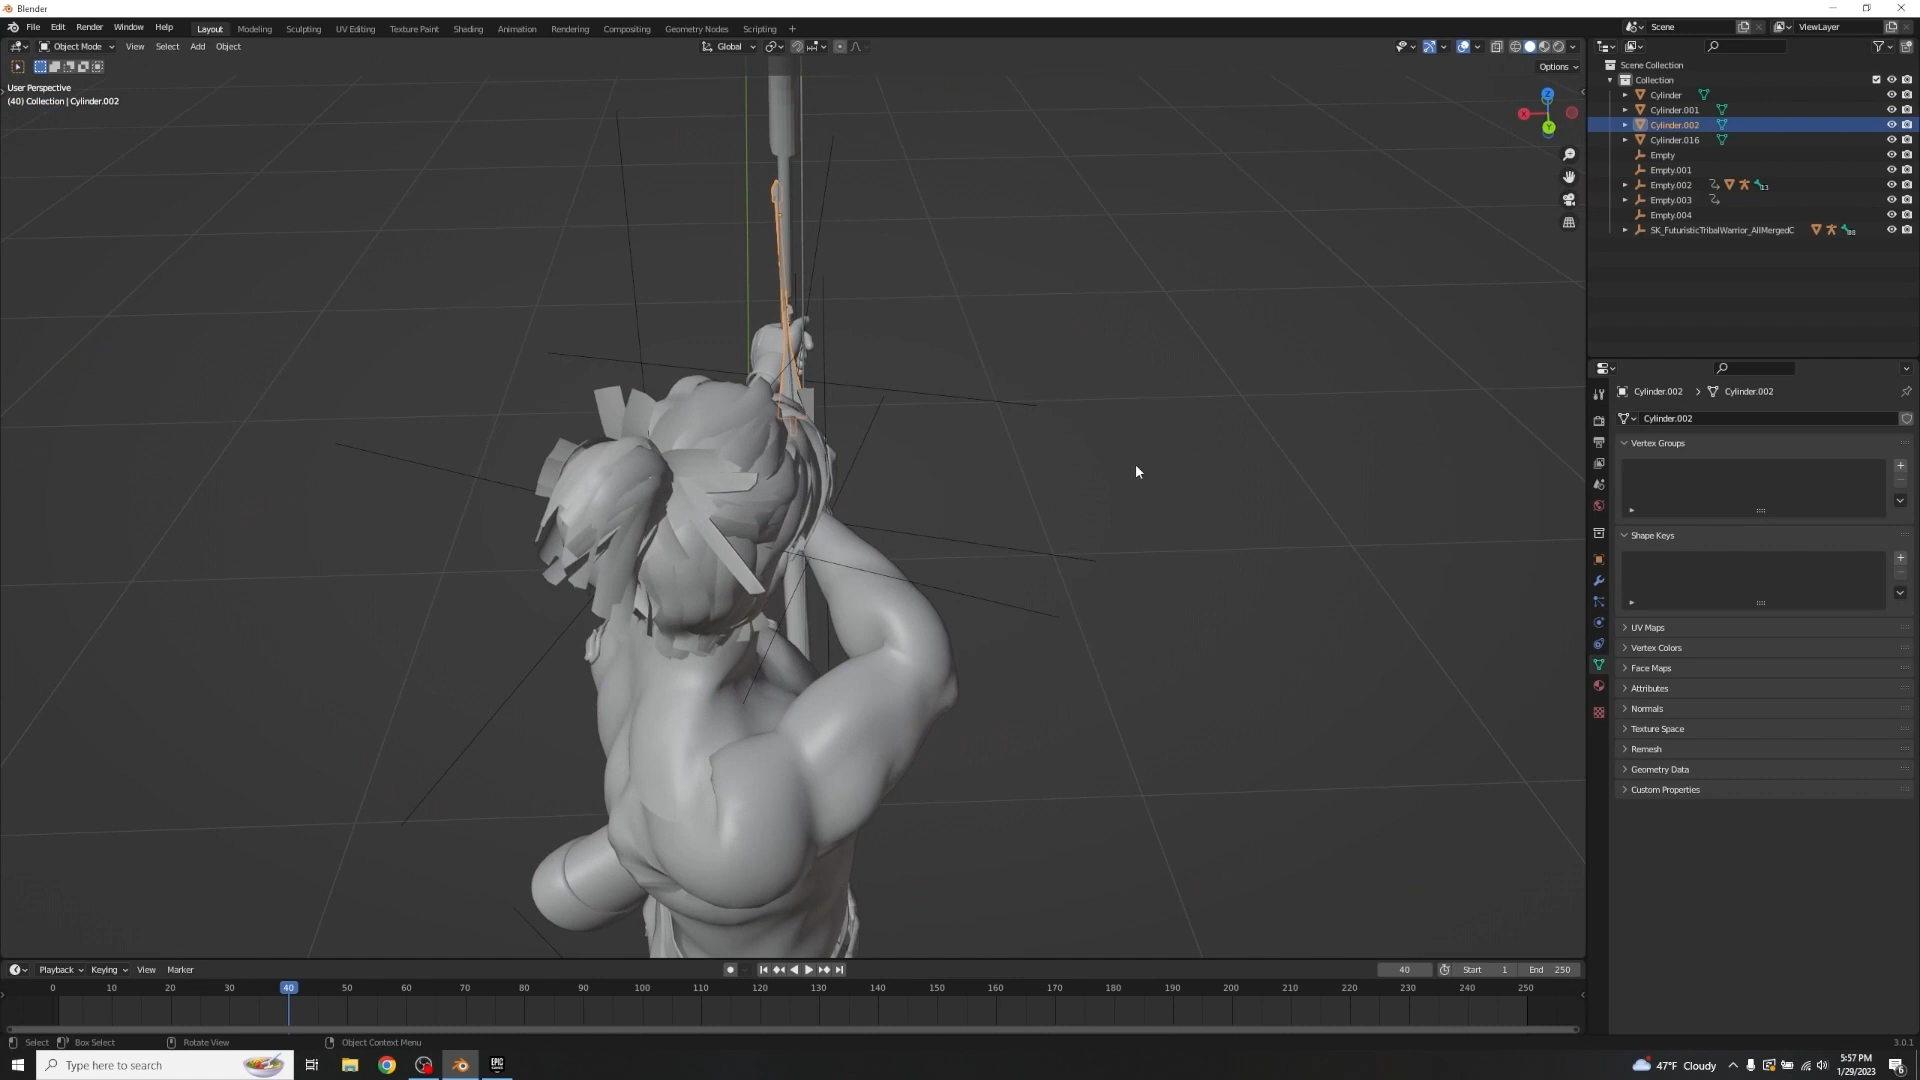 Blender
File Edit Render Window Help Layout Modeling Sculpting UV Editing Texture Paint Shading Animation Rendering Compositing Geometry Nodes Scripting + Scene ViewLayer
Object Mode View Select Add Object Global
Options
User Perspective
(40) Collection | Cylinder.002
Z
X
Y
Scene Collection
Collection
Cylinder
Cylinder.001
Cylinder.002
Cylinder.016
Empty
Empty.001
Empty.002 13
Empty.003
Empty.004
SK_FuturisticTribalWarrior_AllMergedC 88
Cylinder.002 > Cylinder.002
Cylinder.002
Vertex Groups
Shape Keys
UV Maps
Vertex Colors
Face Maps
Attributes
Normals
Texture Space
Remesh
Geometry Data
Custom Properties
Playback Keying View Marker 40 Start 1 End 250
0 10 20 30 40 50 60 70 80 90 100 110 120 130 140 150 160 170 180 190 200 210 220 230 240 250
Select Box Select Rotate View Object Context Menu 3.0.1
Type here to search EPIC GAMES 47°F Cloudy 5:57 PM
1/29/2023 6